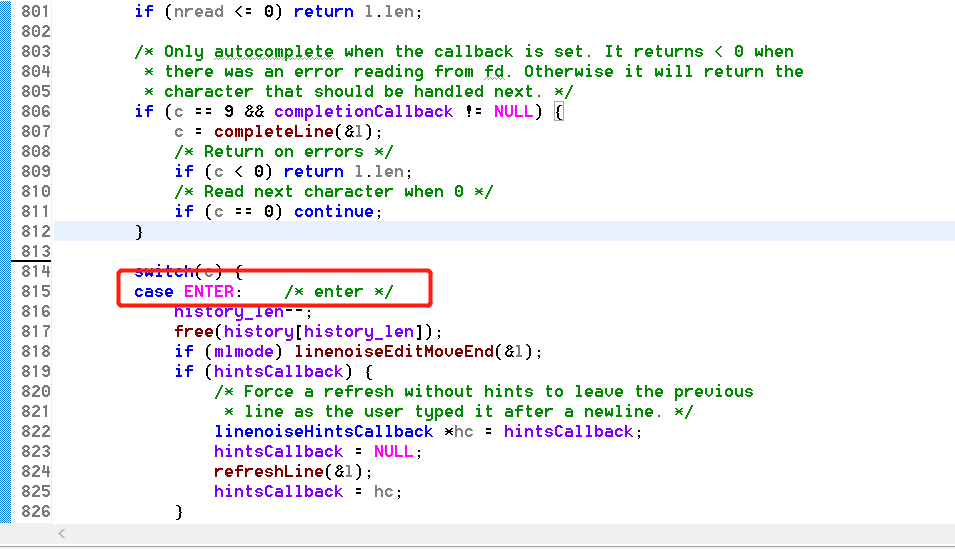 801 if (nread <= 0) return l.len;
802
803 /* Only autocomplete when the callback is set. It returns < 0 when
804 * there was an error reading from fd. Otherwise it will return the
805 * character that should be handled next. */
806 if (c == 9 && completionCallback != NULL) {
807 c = completeLine(&l);
808 /* Return on errors */
809 if (c < 0) return l.len;
810 /* Read next character when 0 */
811 if (c == 0) continue;
812 }
813
814 switch(c) {
815 case ENTER: /* enter */
816 history_len--;
817 free(history[history_len]);
818 if (mlmode) linenoiseEditMoveEnd(&l);
819 if (hintsCallback) {
820 /* Force a refresh without hints to leave the previous
821 * line as the user typed it after a newline. */
822 linenoiseHintsCallback *hc = hintsCallback;
823 hintsCallback = NULL;
824 refreshLine(&l);
825 hintsCallback = hc;
826 }